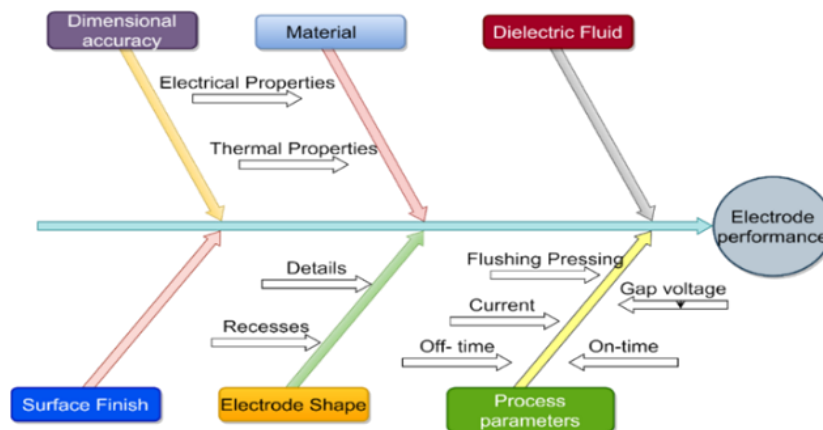 Dimensional
accuracy
Material
Dielectric Fluid
Electrical Properties
Thermal Properties
Electrode
performance
Flushing Pressing
Details
Gap voltage
Current
Recesses
Off- time
On-time
Surface Finish
Electrode Shape
Process
parameters